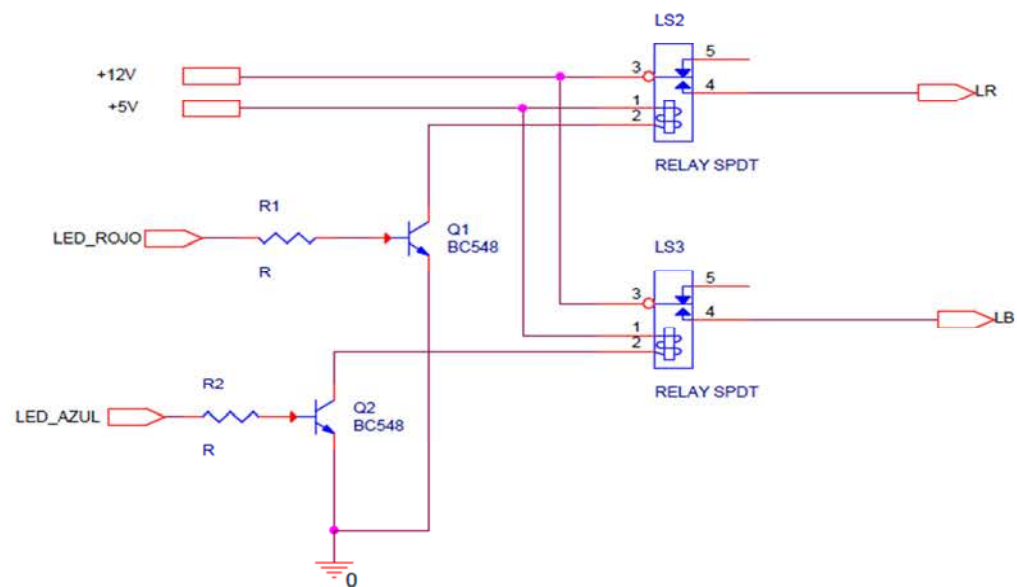 LS2
+12V
3
5
4
LR
+5V
1
2
RELAY SPDT
R1
LED_ROJO
R
Q1
BC548
LS3
3
5
4
LB
1
2
RELAY SPDT
R2
LED_AZUL
R
Q2
BC548
0